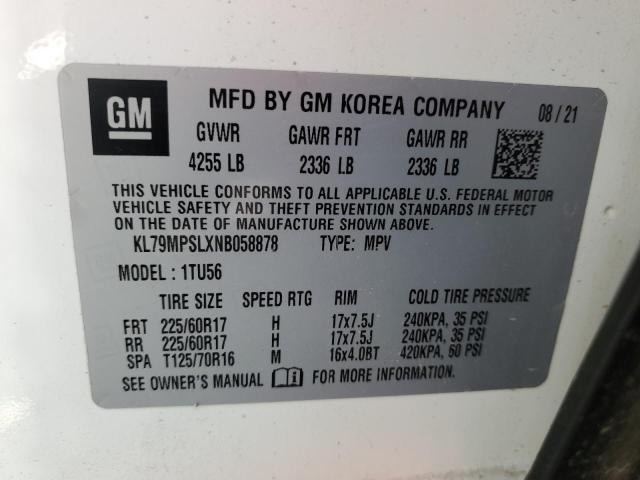 GM
MFD BY GM KOREA COMPANY 08/21
GVWR GAWR FRT GAWR RR
4255 LB 2336 LB 2336 LB
THIS VEHICLE CONFORMS TO ALL APPLICABLE U.S. FEDERAL MOTOR
VEHICLE SAFETY AND THEFT PREVENTION STANDARDS IN EFFECT
ON THE DATE OF MANUFACTURE SHOWN ABOVE.
KL79MPSLXNB058878 TYPE: MPV
MODEL: 1TU56
TIRE SIZE SPEED RTG RIM COLD TIRE PRESSURE
FRT 225/60R17 H 17x7.5J 240KPA, 35 PSI
RR 225/60R17 H 17x7.5J 240KPA, 35 PSI
SPA T125/70R16 M 16x4.0BT 420KPA, 60 PSI
SEE OWNER'S MANUAL FOR MORE INFORMATION.